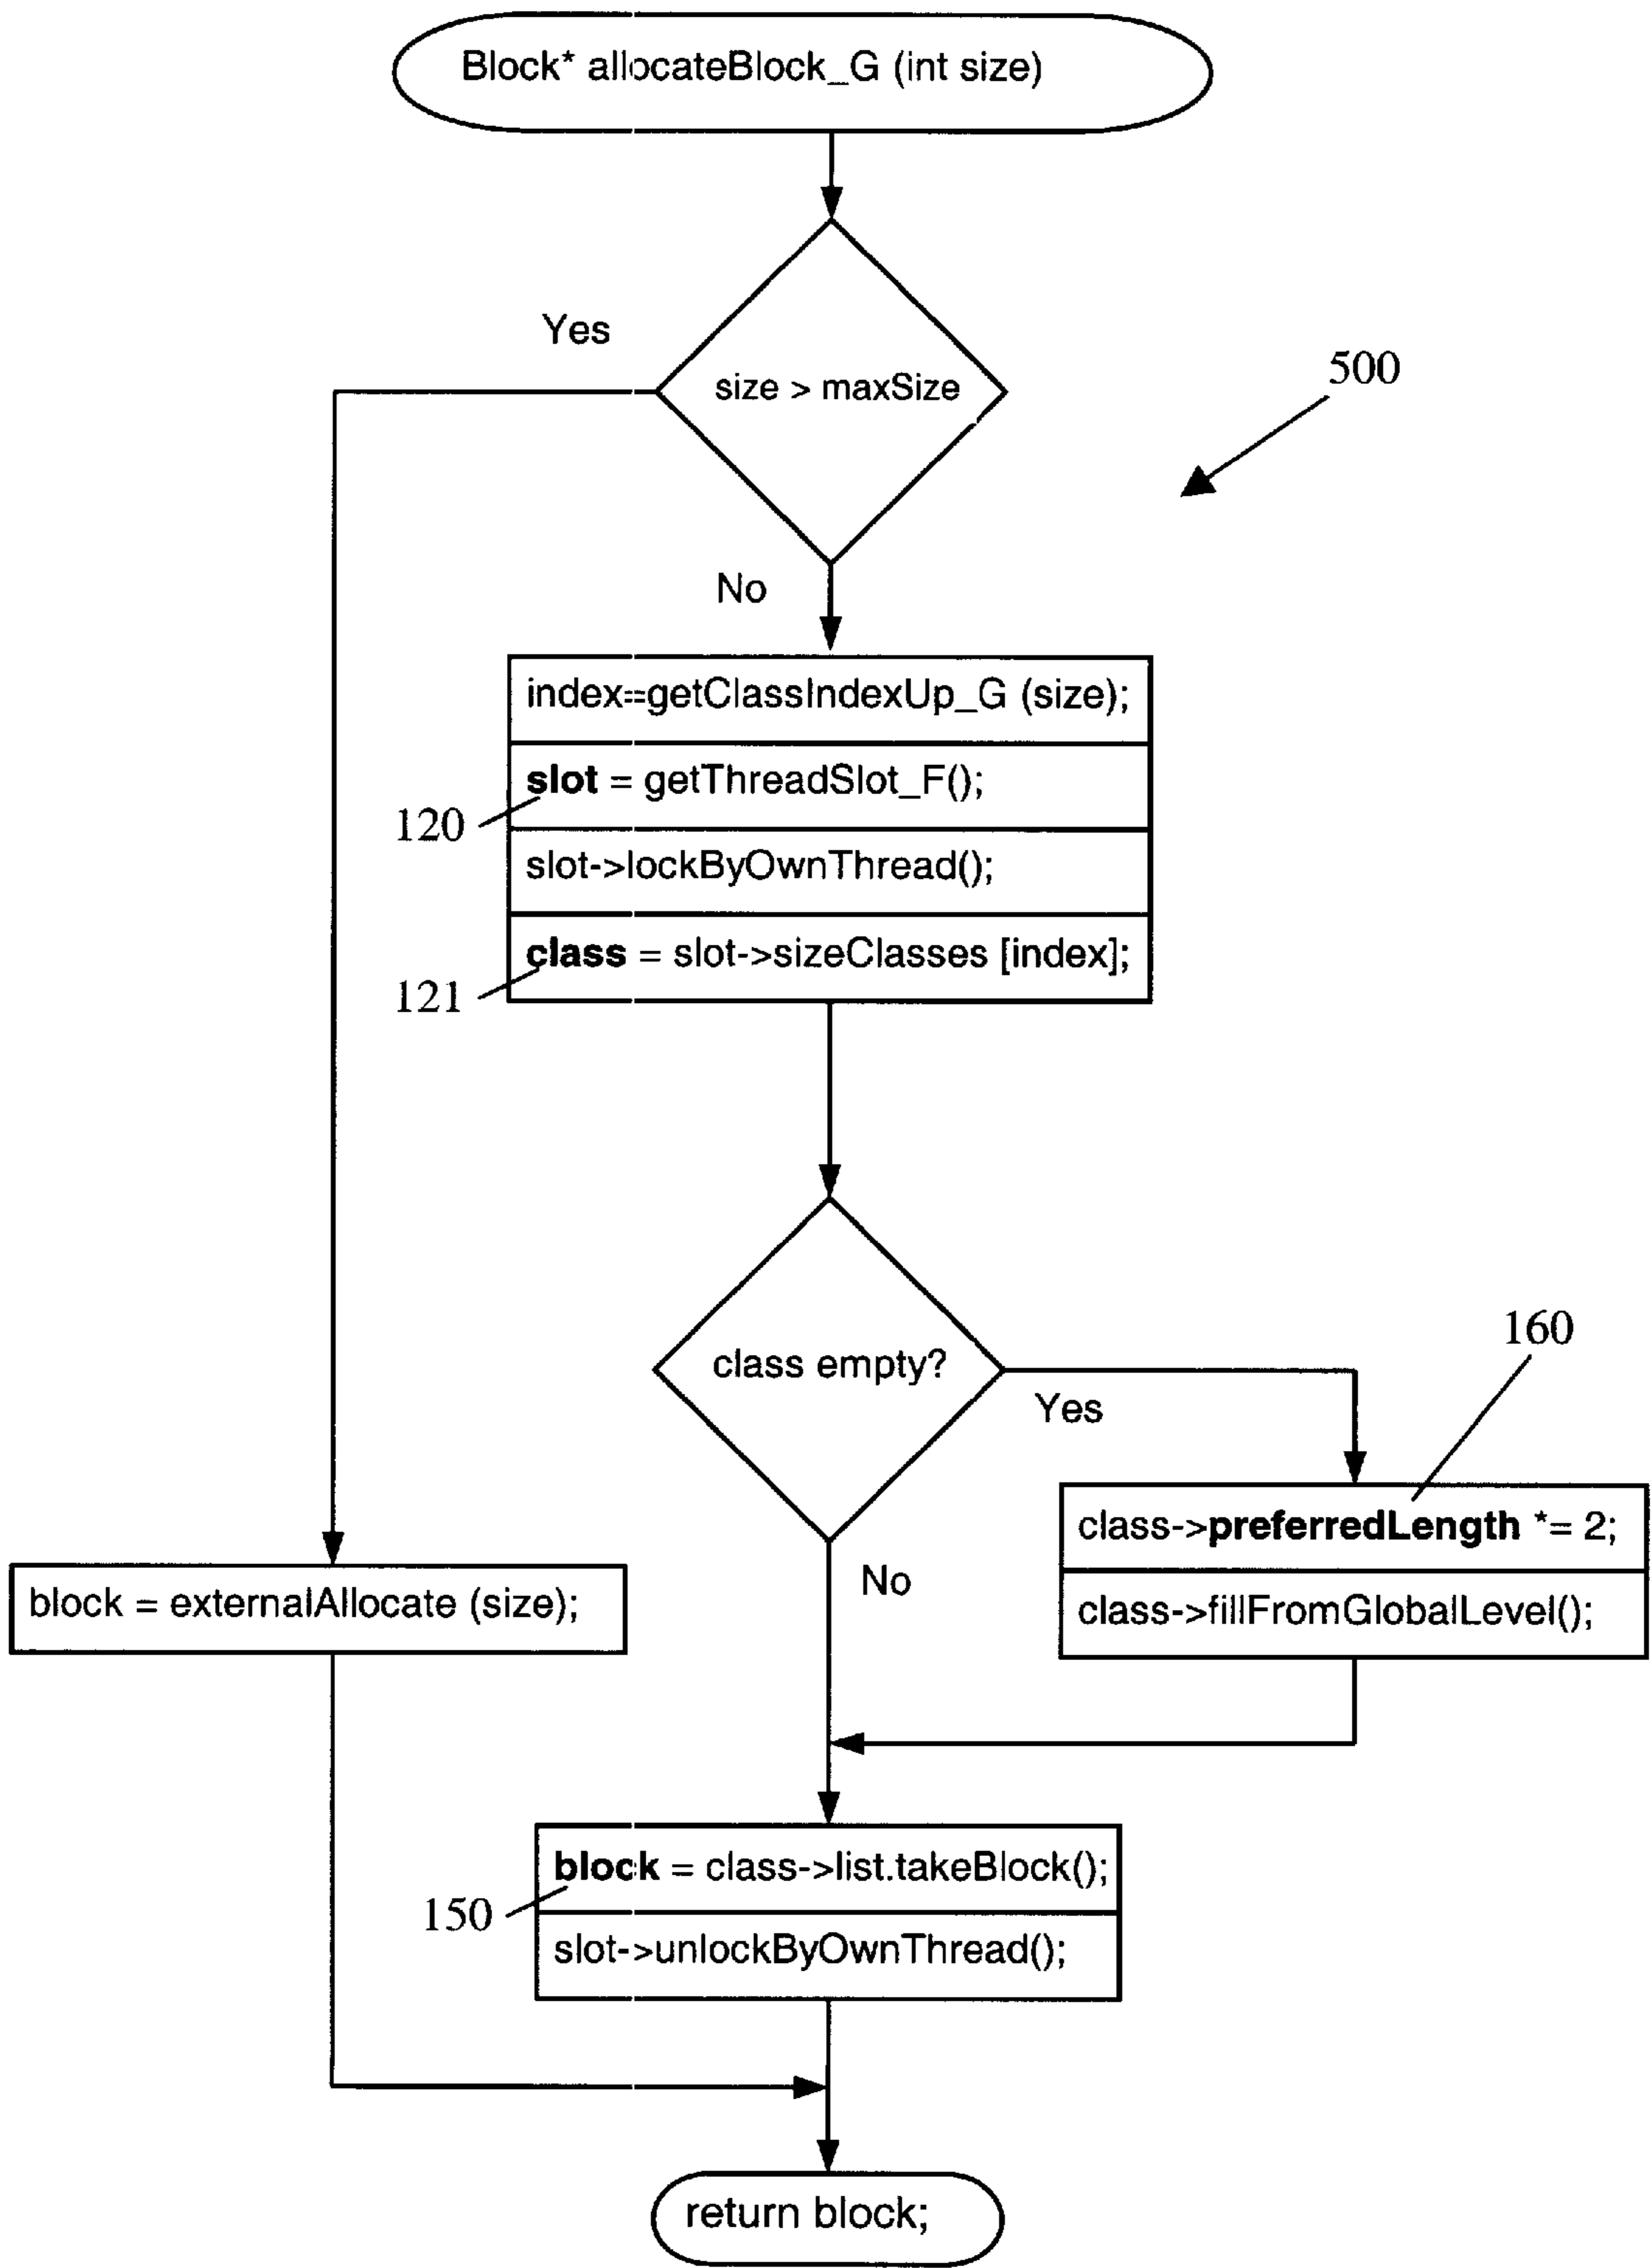 Block* allocateBlock_G (int size)
Yes
size > maxSize
500
No
index=getClassIndexUp_G (size);
slot = getThreadSlot_F();
120
slot->lockByOwnThread();
class = slot->sizeClasses [index];
121
class empty?
160
Yes
class->preferredLength *= 2;
No
block = externalAllocate (size);
class->fillFromGlobalLevel();
block = class->list.takeBlock();
150
slot->unlockByOwnThread();
return block;